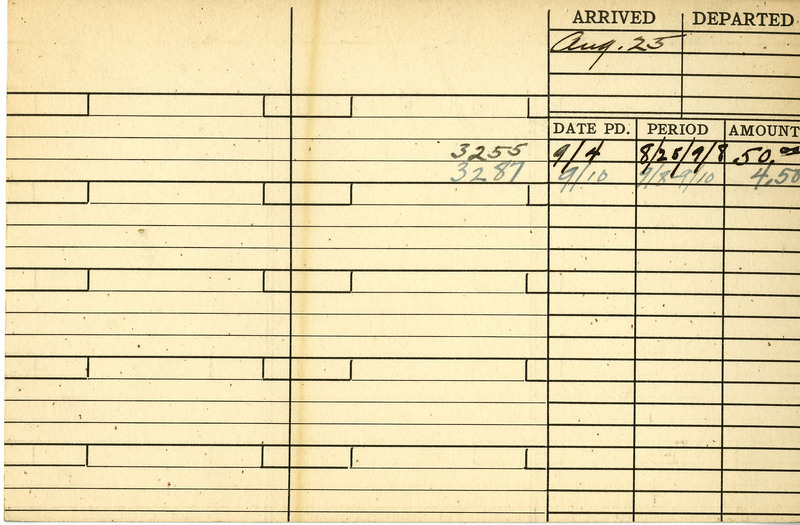 ARRIVED DEPARTED
Aug. 25
DATE PD. PERIOD AMOUNT
3255 9/4 8/25/9/8 50.00
3287 9/10 9/8-9/10 4.50